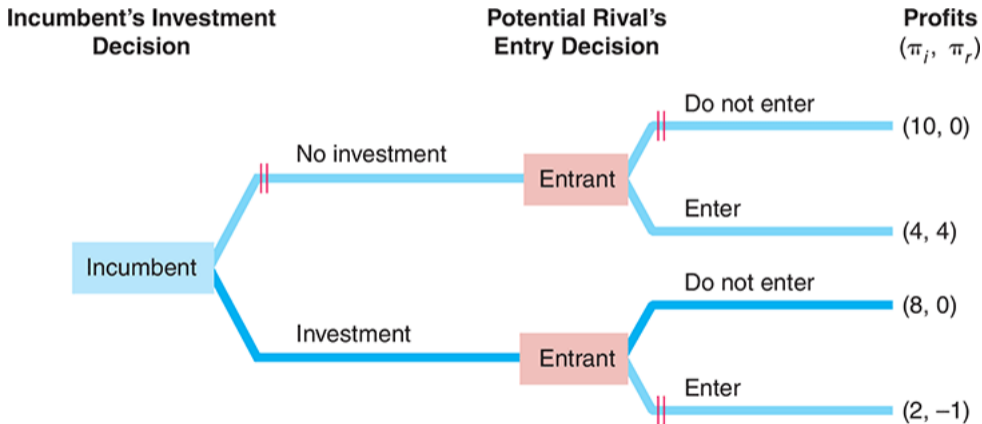 Incumbent's Investment
Decision
Potential Rival's
Entry Decision
Profits
(πi, πr)
Do not enter
(10, 0)
No investment
Entrant
Enter
(4, 4)
Incumbent
Do not enter
(8, 0)
Investment
Entrant
Enter
(2, –1)